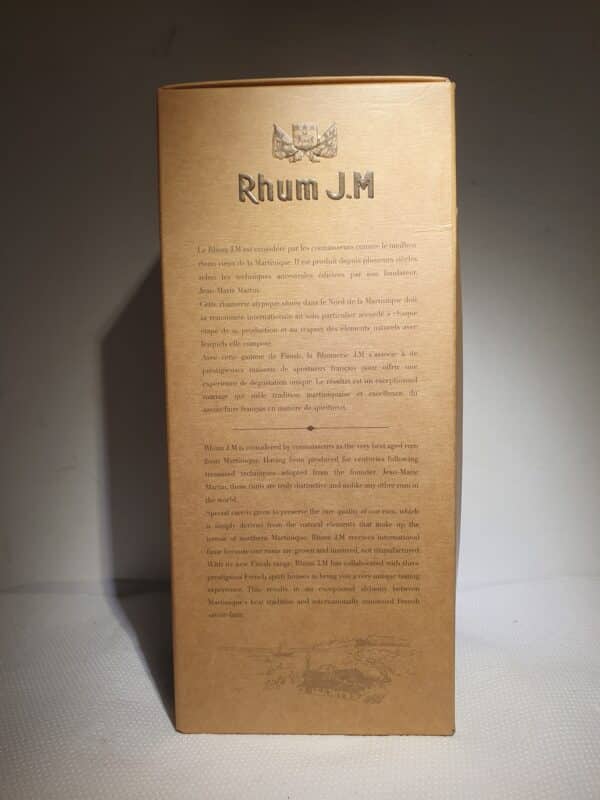 Rhum J.M
Le Rhum J.M est considéré par les connaisseurs comme le meilleur
rhum vieux de la Martinique. Il est produit depuis plusieurs siècles
selon les techniques ancestrales édictées par son fondateur,
Jean-Marie Martin.
Cette rhumerie atypique située dans le Nord de la Martinique doit
sa renommée internationale au soin particulier accordé à chaque
étape de sa production et au respect des éléments naturels avec
lesquels elle compose.
Avec cette gamme de Finish, la Rhumerie J.M s'associe à de
prestigieuses maisons de spiritueux français pour offrir une
expérience de dégustation unique. Le résultat est un exceptionnel
mariage qui mêle tradition martiniquaise et excellence du
savoir-faire français en matière de spiritueux.
Rhum J.M is considered by connaisseurs as the very best aged rum
from Martinique. Having been produced for centuries following
treasured techniques adopted from the founder, Jean-Marie
Martin, these rums are truly distinctive and unlike any other rum in
the world.
Special care is given to preserve the rare quality of our rum, which
is simply derived from the natural elements that make up the
terroir of northern Martinique. Rhum J.M receives international
fame because our rums are grown and nurtured, not manufactured.
With its new Finish range, Rhum J.M has collaborated with three
prestigious French spirit houses to bring you a very unique tasting
experience. This results in an exceptional alchemy between
Martinique's best tradition and internationally renowned French
savoir-faire.